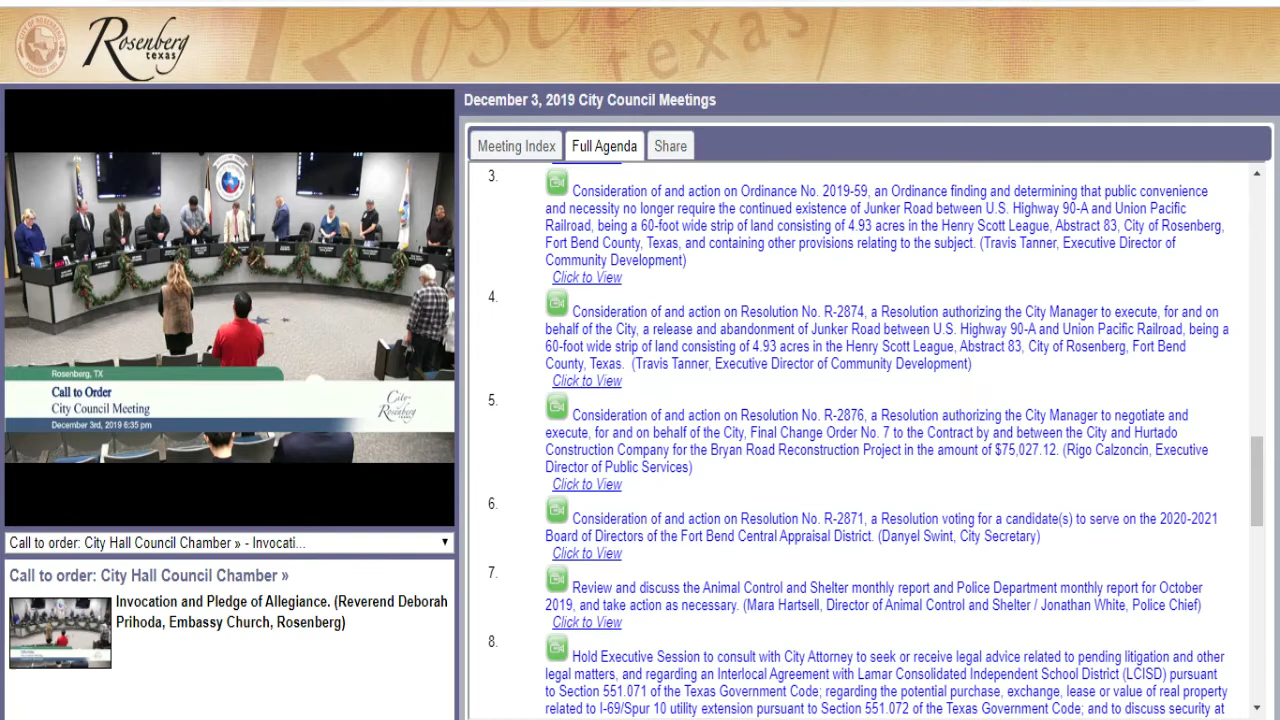 Rosenberg
texas
December 3, 2019 City Council Meetings
Meeting Index
Full Agenda
Share
3.
Consideration of and action on Ordinance No. 2019-59, an Ordinance finding and determining that public convenience
and necessity no longer require the continued existence of Junker Road between U.S. Highway 90-A and Union Pacific
Railroad, being a 60-foot wide strip of land consisting of 4.93 acres in the Henry Scott League, Abstract 83, City of Rosenberg,
Fort Bend County, Texas, and containing other provisions relating to the subject. (Travis Tanner, Executive Director of
Community Development)
Click to View
4.
Consideration of and action on Resolution No. R-2874, a Resolution authorizing the City Manager to execute, for and on
behalf of the City, a release and abandonment of Junker Road between U.S. Highway 90-A and Union Pacific Railroad, being a
60-foot wide strip of land consisting of 4.93 acres in the Henry Scott League, Abstract 83, City of Rosenberg, Fort Bend
County, Texas. (Travis Tanner, Executive Director of Community Development)
Click to View
5.
Consideration of and action on Resolution No. R-2876, a Resolution authorizing the City Manager to negotiate and
execute, for and on behalf of the City, Final Change Order No. 7 to the Contract by and between the City and Hurtado
Construction Company for the Bryan Road Reconstruction Project in the amount of $75,027.12. (Rigo Calzoncin, Executive
Director of Public Services)
Click to View
6.
Consideration of and action on Resolution No. R-2871, a Resolution voting for a candidate(s) to serve on the 2020-2021
Board of Directors of the Fort Bend Central Appraisal District. (Danyel Swint, City Secretary)
Click to View
7.
Review and discuss the Animal Control and Shelter monthly report and Police Department monthly report for October
2019, and take action as necessary. (Mara Hartsell, Director of Animal Control and Shelter / Jonathan White, Police Chief)
Click to View
8.
Hold Executive Session to consult with City Attorney to seek or receive legal advice related to pending litigation and other
legal matters, and regarding an Interlocal Agreement with Lamar Consolidated Independent School District (LCISD) pursuant
to Section 551.071 of the Texas Government Code; regarding the potential purchase, exchange, lease or value of real property
related to I-69/Spur 10 utility extension pursuant to Section 551.072 of the Texas Government Code; and to discuss security at
Rosenberg, TX
Call to Order
City Council Meeting
December 3rd, 2019 6:35 pm
City of
Rosenberg
Call to order: City Hall Council Chamber » - Invocati...
Call to order: City Hall Council Chamber »
Invocation and Pledge of Allegiance. (Reverend Deborah
Prihoda, Embassy Church, Rosenberg)